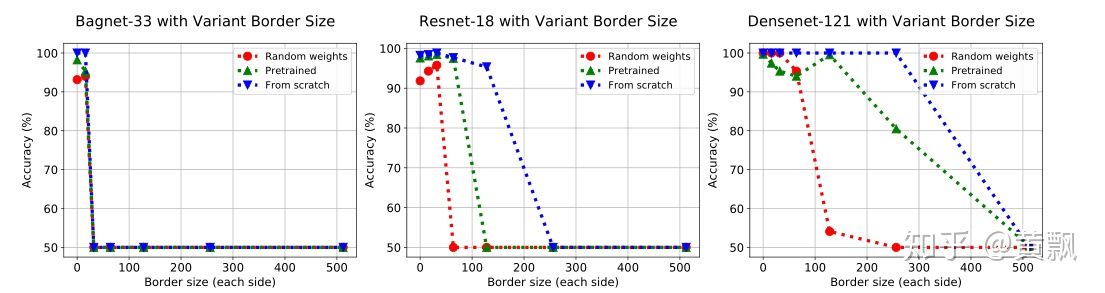 Bagnet-33 with Variant Border Size
100
90
80
70
60
50
Accuracy (%)
0 100 200 300 400 500
Border size (each side)
Random weights
Pretrained
From scratch
Resnet-18 with Variant Border Size
100
90
80
70
60
50
Accuracy (%)
0 100 200 300 400 500
Border size (each side)
Random weights
Pretrained
From scratch
Densenet-121 with Variant Border Size
100
90
80
70
60
50
Accuracy (%)
0 100 200 300 400 500
Border size (each side)
Random weights
Pretrained
From scratch
知乎 @黄飘